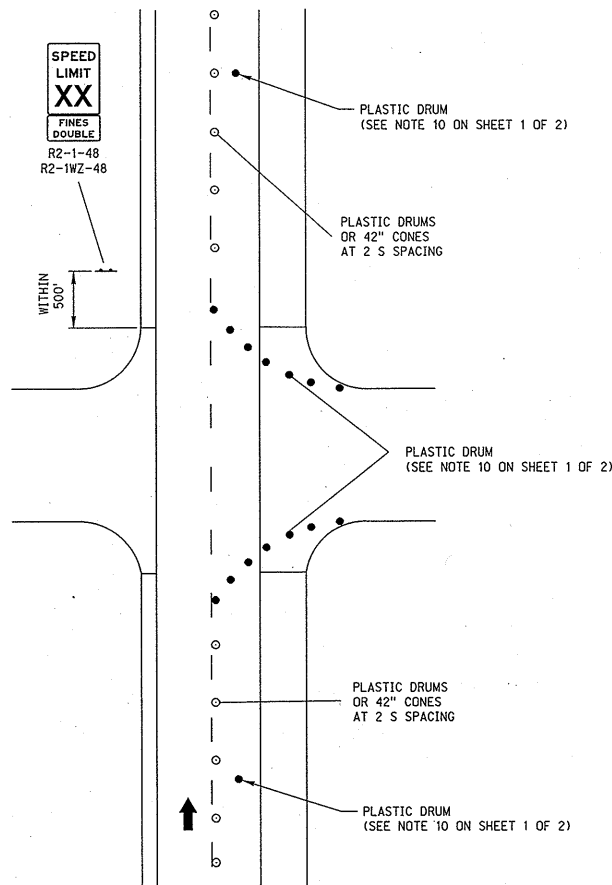 SPEED
LIMIT
XX
FINES
DOUBLE
R2-1-48
R2-1WZ-48
PLASTIC DRUM
(SEE NOTE 10 ON SHEET 1 OF 2)
PLASTIC DRUMS
OR 42" CONES
AT 2 S SPACING
WITHIN
500'
PLASTIC DRUM
(SEE NOTE 10 ON SHEET 1 OF 2)
PLASTIC DRUMS
OR 42" CONES
AT 2 S SPACING
PLASTIC DRUM
(SEE NOTE 10 ON SHEET 1 OF 2)